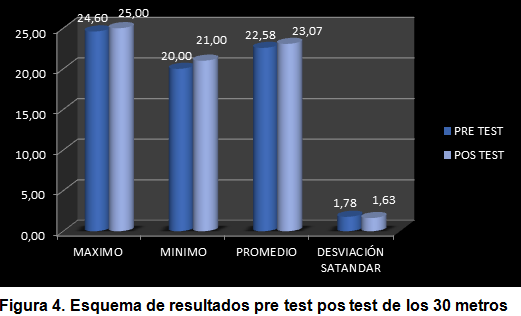 24,60
25,00
20,00
21,00
22,58
23,07
1,78
1,63
25,00
20,00
15,00
10,00
5,00
0,00
MAXIMO
MINIMO
PROMEDIO
DESVIACIÓN
SATANDAR
PRE TEST
POS TEST
Figura 4. Esquema de resultados pre test pos test de los 30 metros